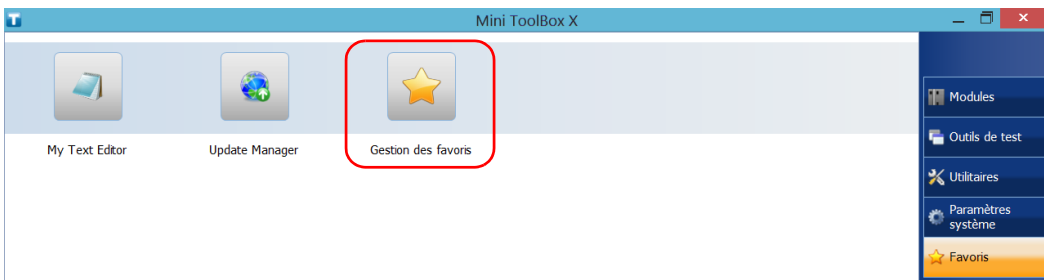 Mini ToolBox X
My Text Editor
Update Manager
Gestion des favoris
Modules
Outils de test
Utilitaires
Paramètres
système
Favoris